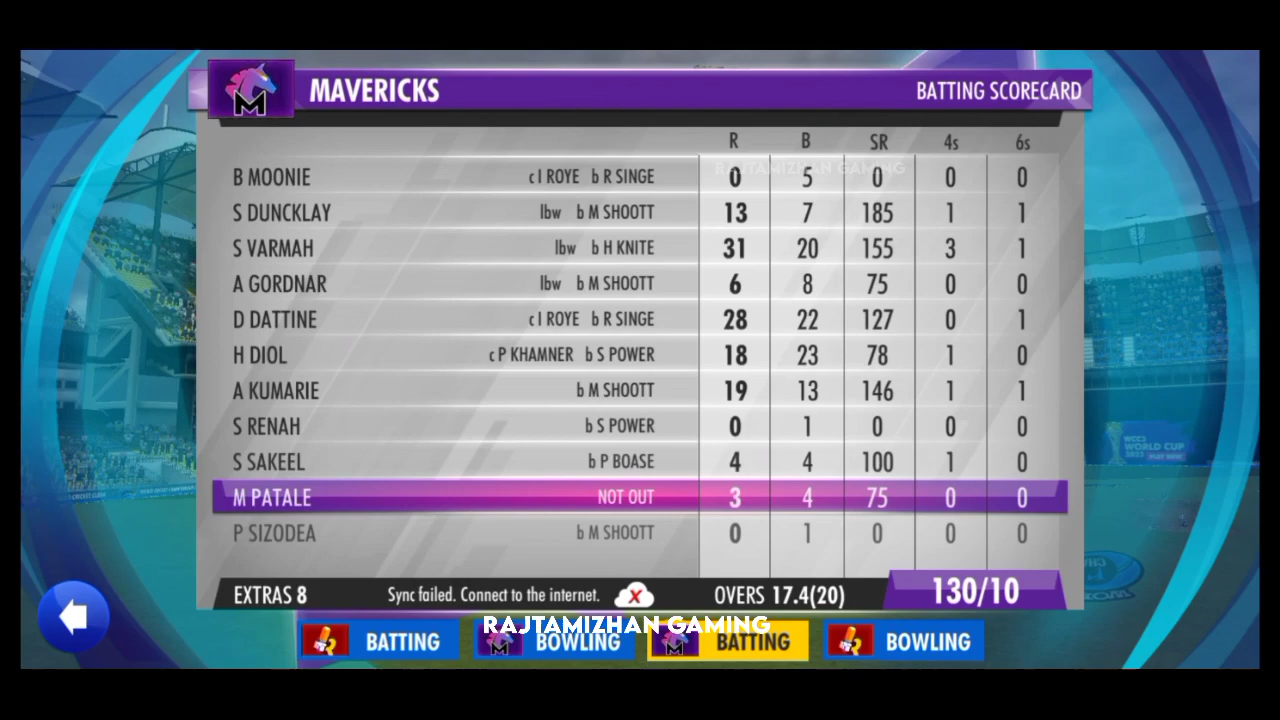 MAVERICKS BATTING SCORECARD
R B SR 4s 6s
RAJTAMIZHAN GAMING
B MOONIE c I ROYE b R SINGE 0 5 0 0 0
S DUNCKLAY lbw b M SHOOTT 13 7 185 1 1
S VARMAH lbw b H KNITE 31 20 155 3 1
A GORDNAR lbw b M SHOOTT 6 8 75 0 0
D DATTINE c I ROYE b R SINGE 28 22 127 0 1
H DIOL c P KHAMNER b S POWER 18 23 78 1 0
A KUMARIE b M SHOOTT 19 13 146 1 1
S RENAH b S POWER 0 1 0 0 0
S SAKEEL b P BOASE 4 4 100 1 0
WCC3
WORLD CUP
M PATALE NOT OUT 3 4 75 0 0
P SIZODEA b M SHOOTT 0 1 0 0 0
EXTRAS 8 Sync failed. Connect to the internet. X OVERS 17.4(20) 130/10
RAJTAMIZHAN GAMING
BATTING BOWLING BATTING BOWLING